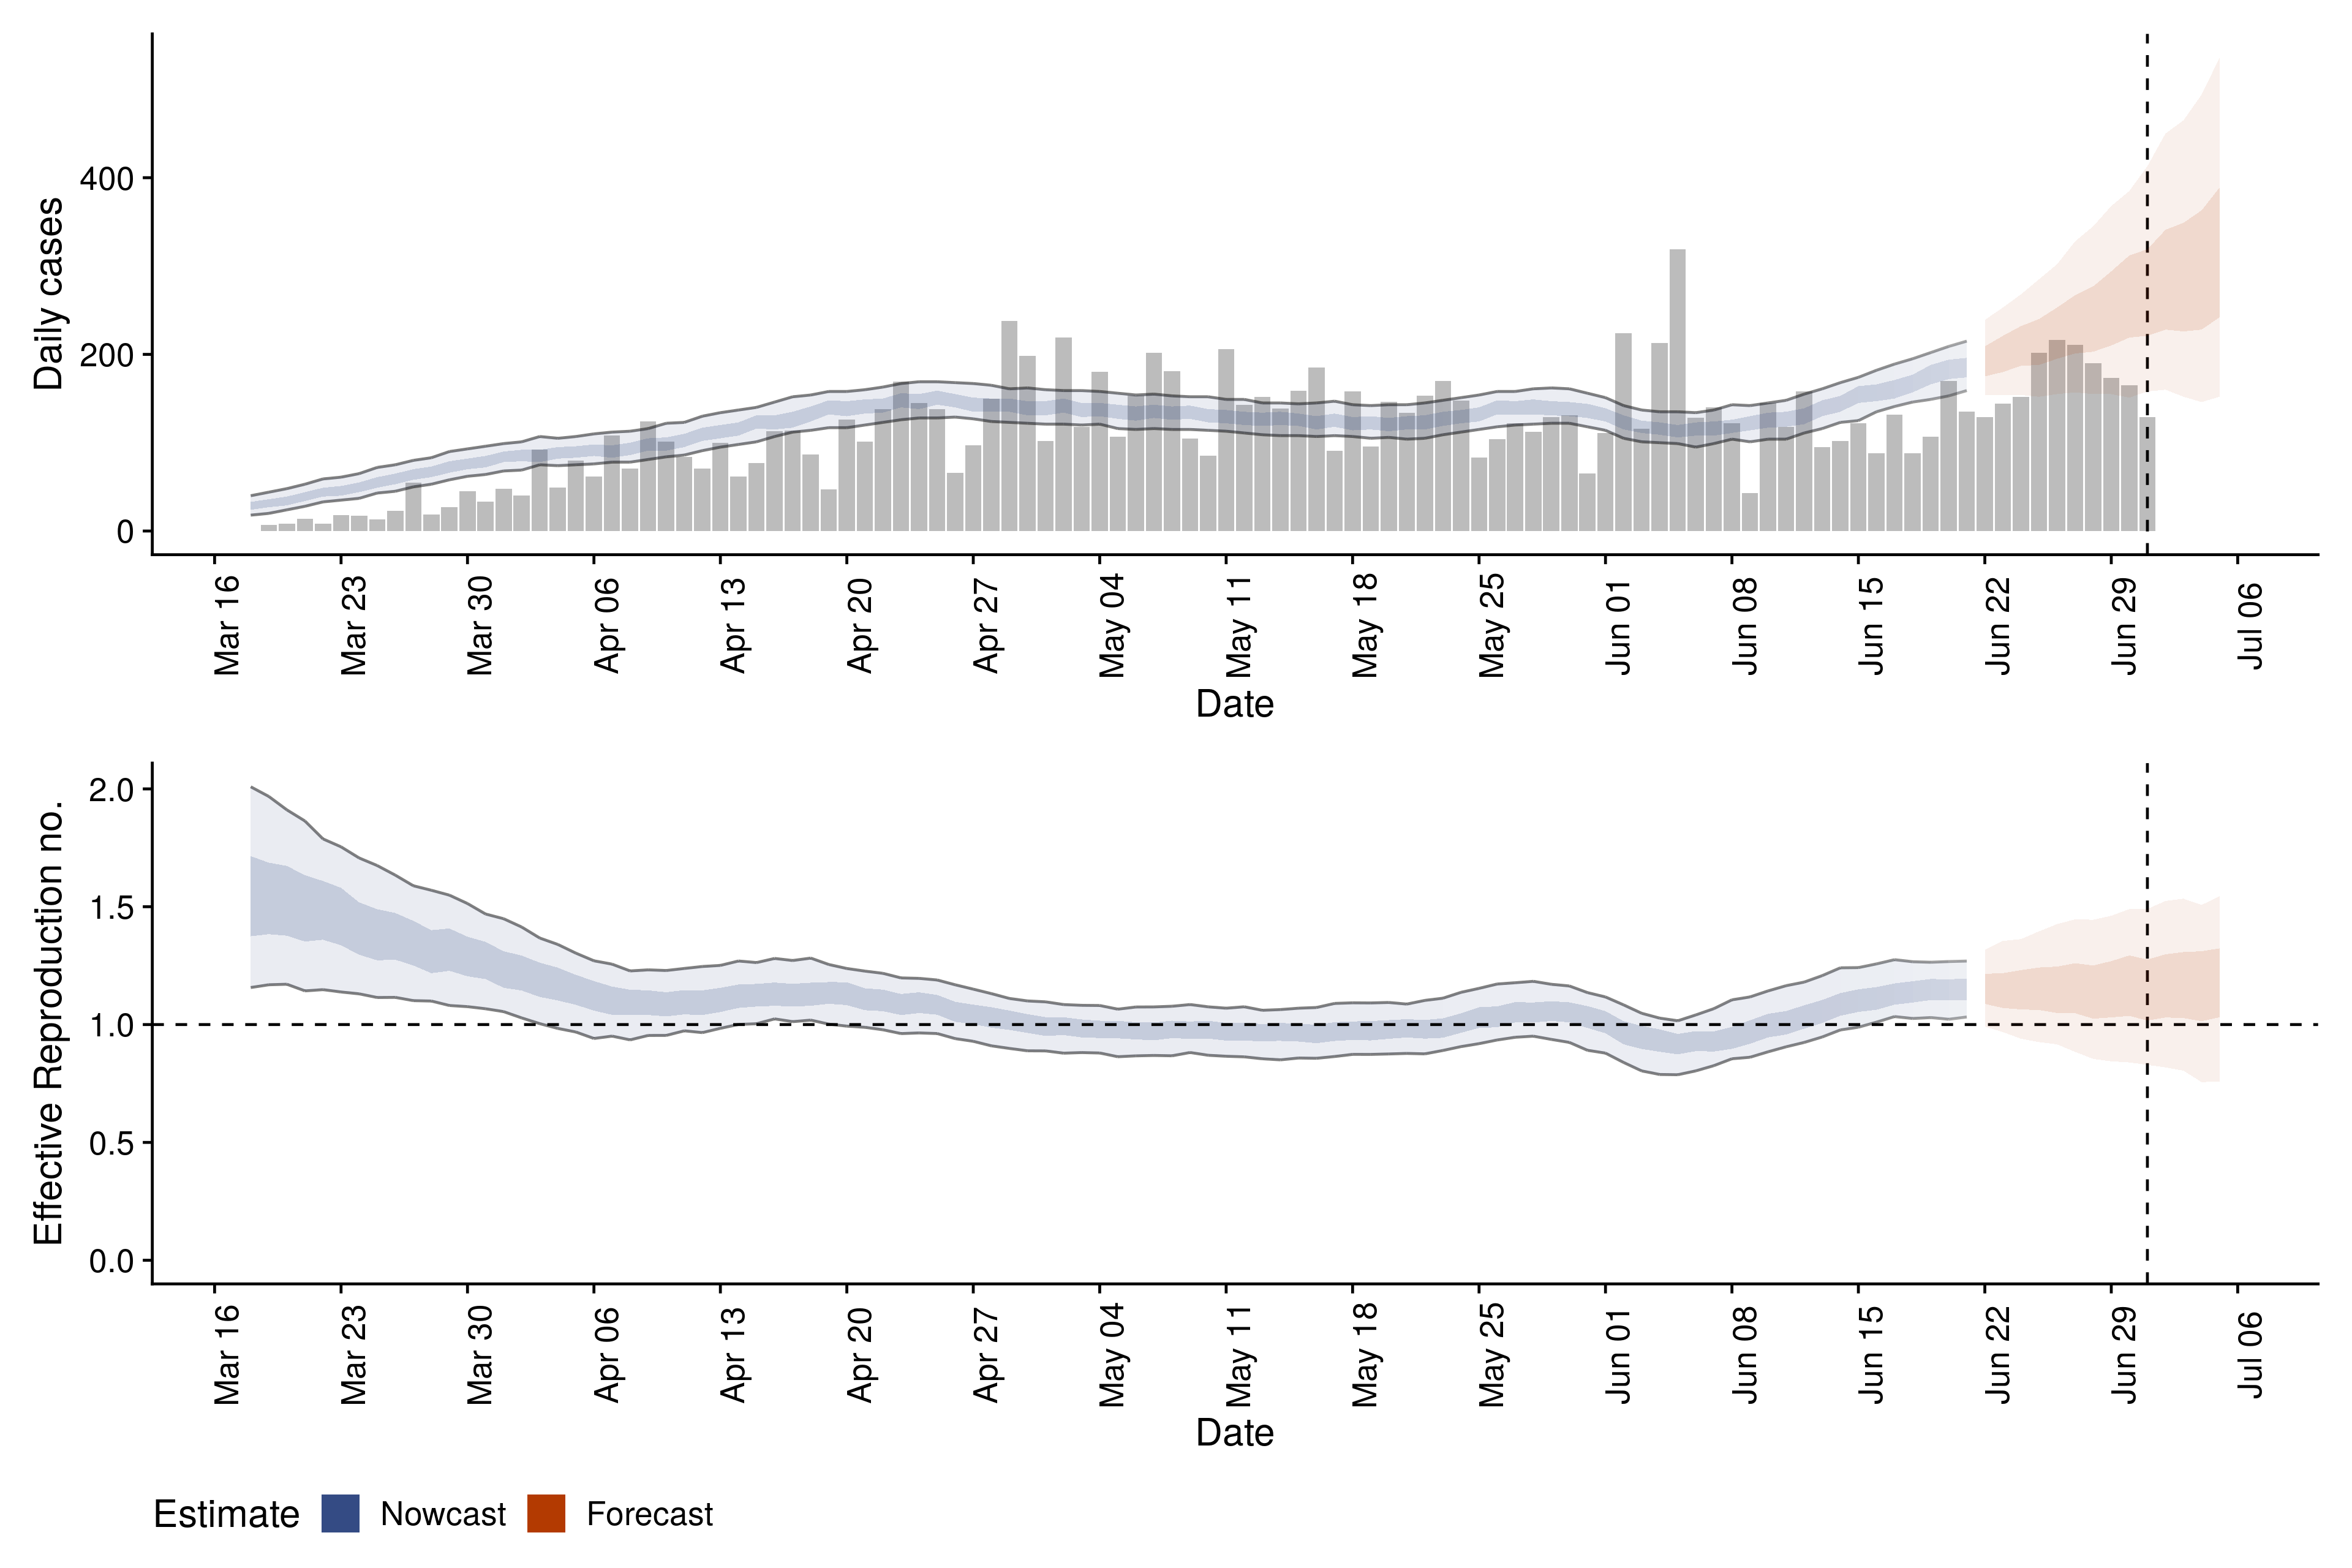 Daily cases
400
200
0
Mar 16
Mar 23
Mar 30
Apr 06
Apr 13
Apr 20
Apr 27
May 04
May 11
May 18
May 25
Jun 01
Jun 08
Jun 15
Jun 22
Jun 29
Jul 06
Date
Effective Reproduction no.
2.0
1.5
1.0
0.5
0.0
Mar 16
Mar 23
Mar 30
Apr 06
Apr 13
Apr 20
Apr 27
May 04
May 11
May 18
May 25
Jun 01
Jun 08
Jun 15
Jun 22
Jun 29
Jul 06
Date
Estimate Nowcast Forecast